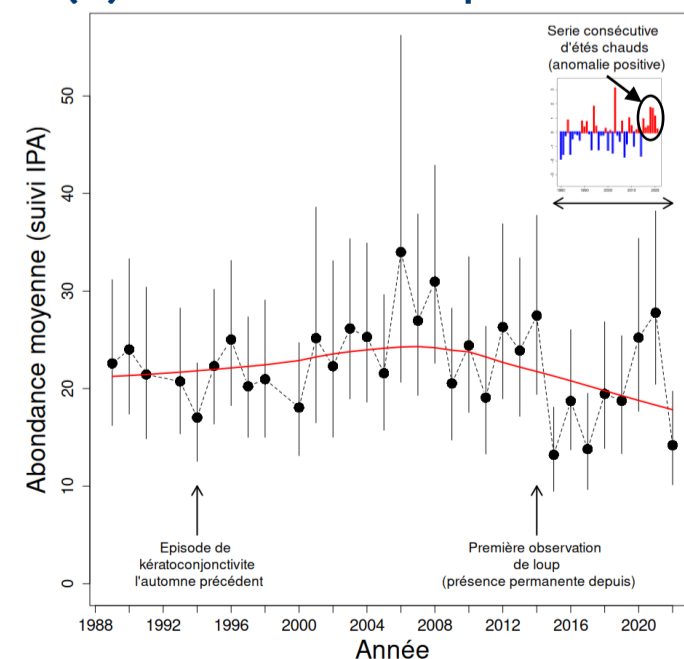 Serie consécutive
d'étés chauds
(anomalie positive)
Abondance moyenne (suivi IPA)
50
40
30
20
10
0
Episode de
kératoconjonctivite
l'automne précédent
Première observation
de loup
(présence permanente depuis)
1988 1992 1996 2000 2004 2008 2012 2016 2020
Année